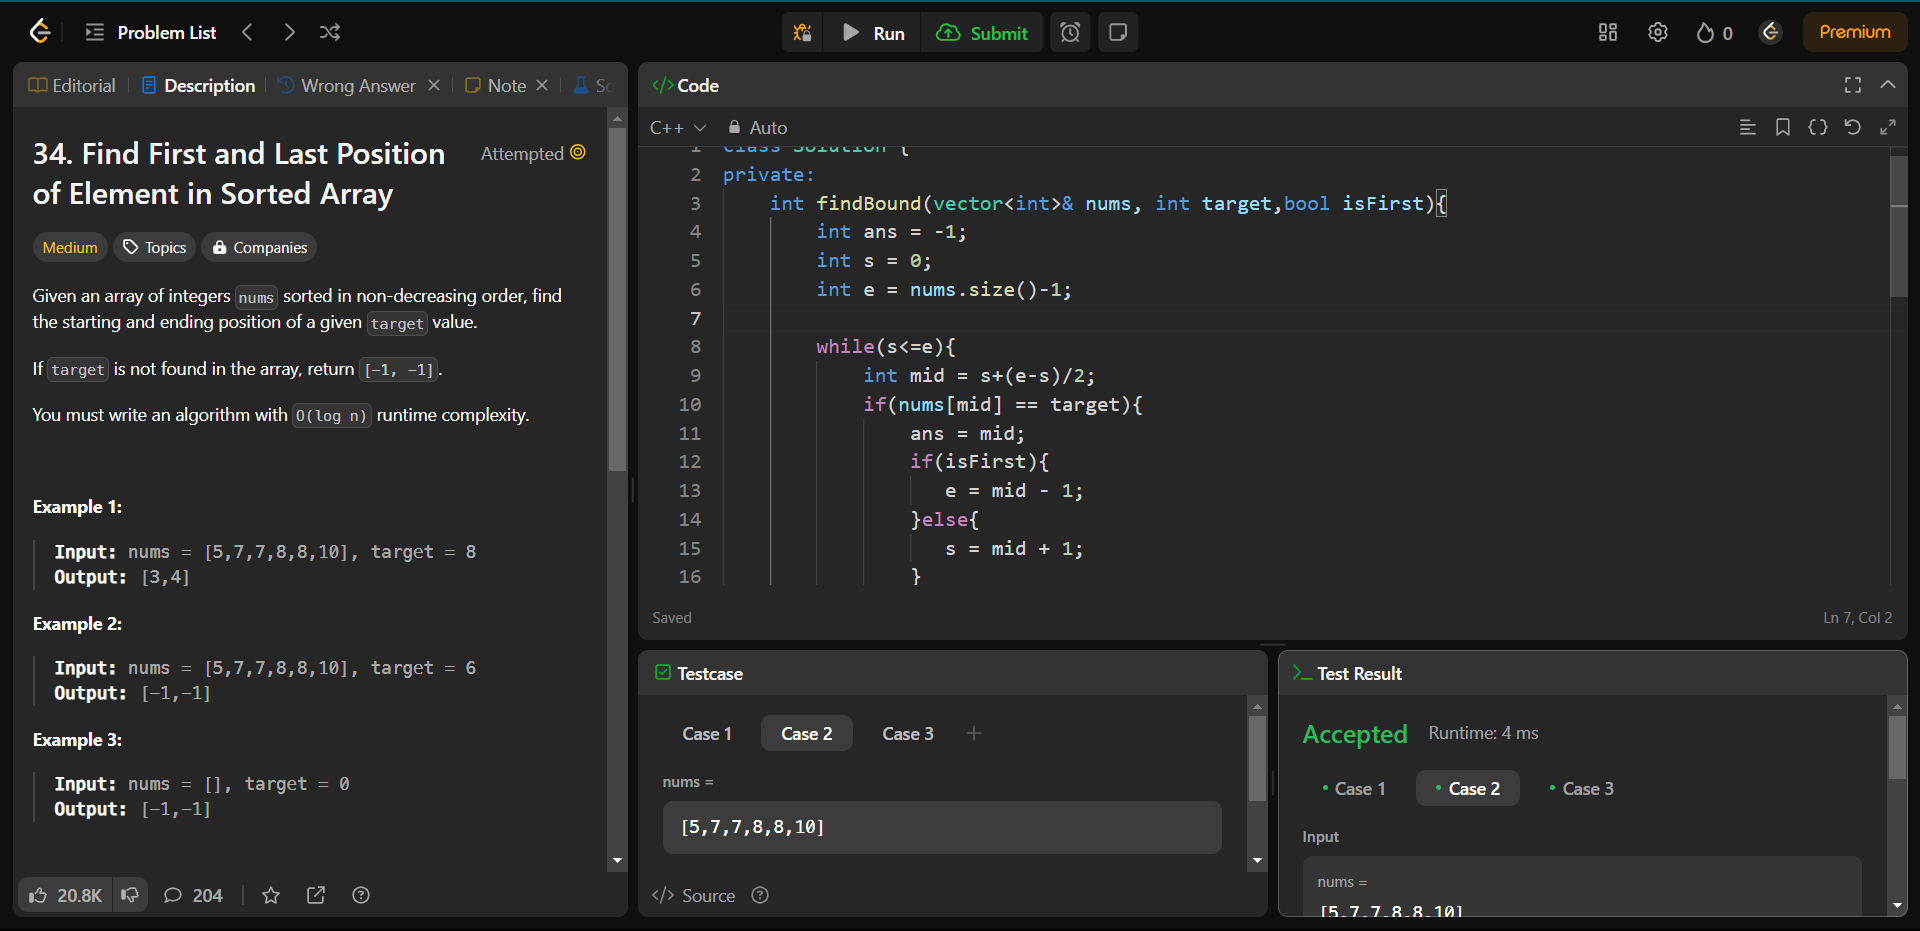 Problem List
Run
Submit
0
Premium
Editorial
Description
Wrong Answer
Note
34. Find First and Last Position
of Element in Sorted Array
Attempted
Medium
Topics
Companies
Given an array of integers nums sorted in non-decreasing order, find
the starting and ending position of a given target value.
If target is not found in the array, return [-1, -1].
You must write an algorithm with O(log n) runtime complexity.
Example 1:
Input: nums = [5,7,7,8,8,10], target = 8
Output: [3,4]
Example 2:
Input: nums = [5,7,7,8,8,10], target = 6
Output: [-1,-1]
Example 3:
Input: nums = [], target = 0
Output: [-1,-1]
20.8K
204
</> Code
C++
Auto
1 class Solution {
2 private:
3 int findBound(vector<int>& nums, int target,bool isFirst){
4 int ans = -1;
5 int s = 0;
6 int e = nums.size()-1;
7
8 while(s<=e){
9 int mid = s+(e-s)/2;
10 if(nums[mid] == target){
11 ans = mid;
12 if(isFirst){
13 e = mid - 1;
14 }else{
15 s = mid + 1;
16 }
Saved
Ln 7, Col 2
Testcase
Case 1
Case 2
Case 3
nums =
[5,7,7,8,8,10]
</> Source
Test Result
Accepted
Runtime: 4 ms
Case 1
Case 2
Case 3
Input
nums =
[5,7,7,8,8,10]